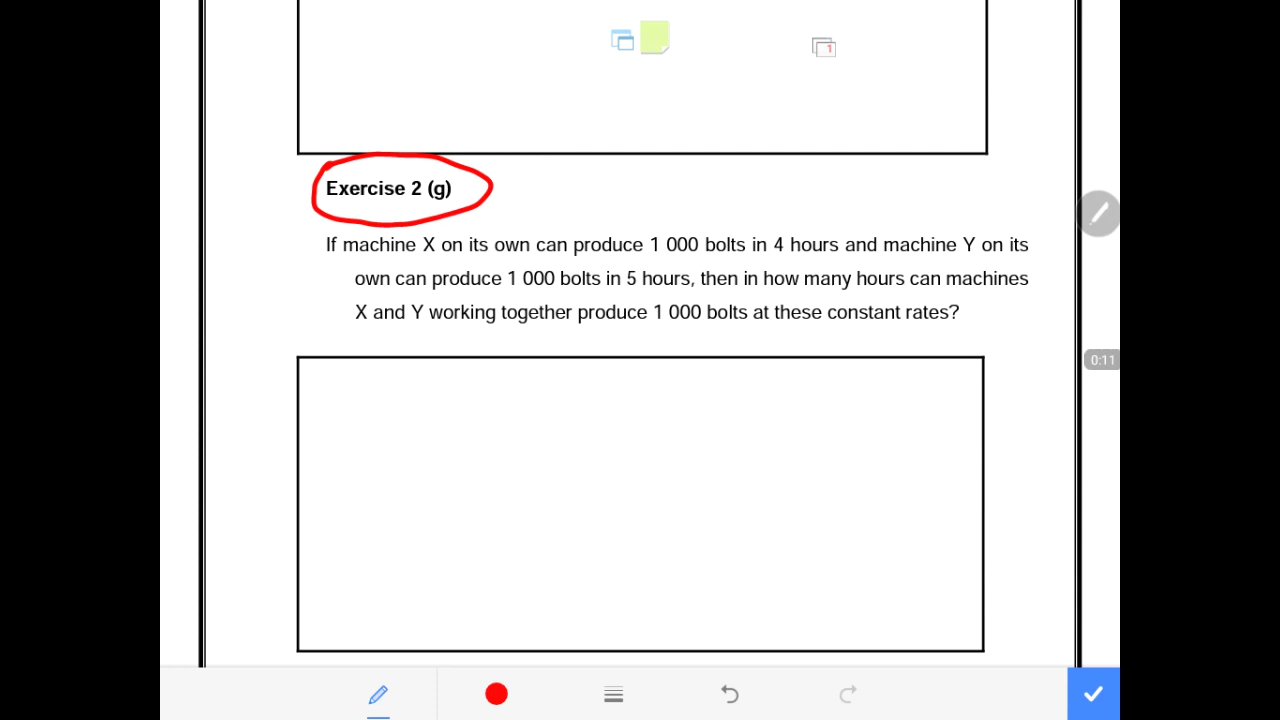 1
Exercise 2 (g)
If machine X on its own can produce 1 000 bolts in 4 hours and machine Y on its
own can produce 1 000 bolts in 5 hours, then in how many hours can machines
X and Y working together produce 1 000 bolts at these constant rates?
0:11